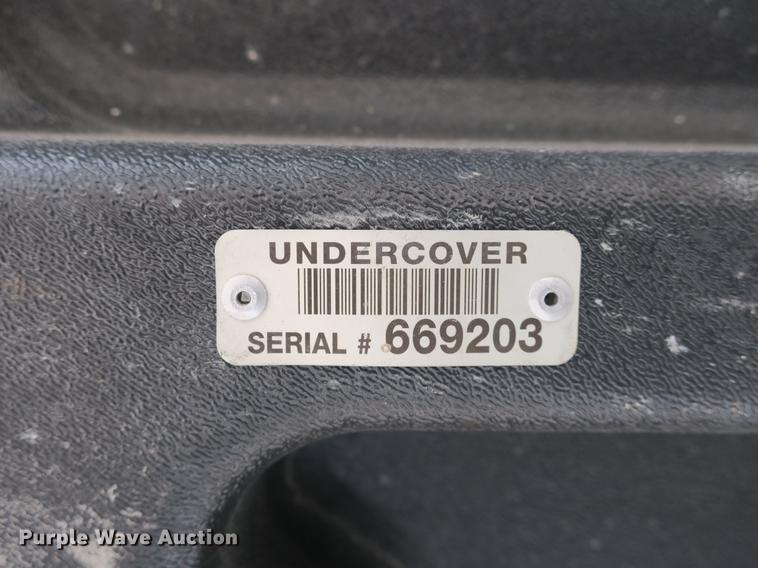 UNDERCOVER
SERIAL # 669203
Purple Wave Auction